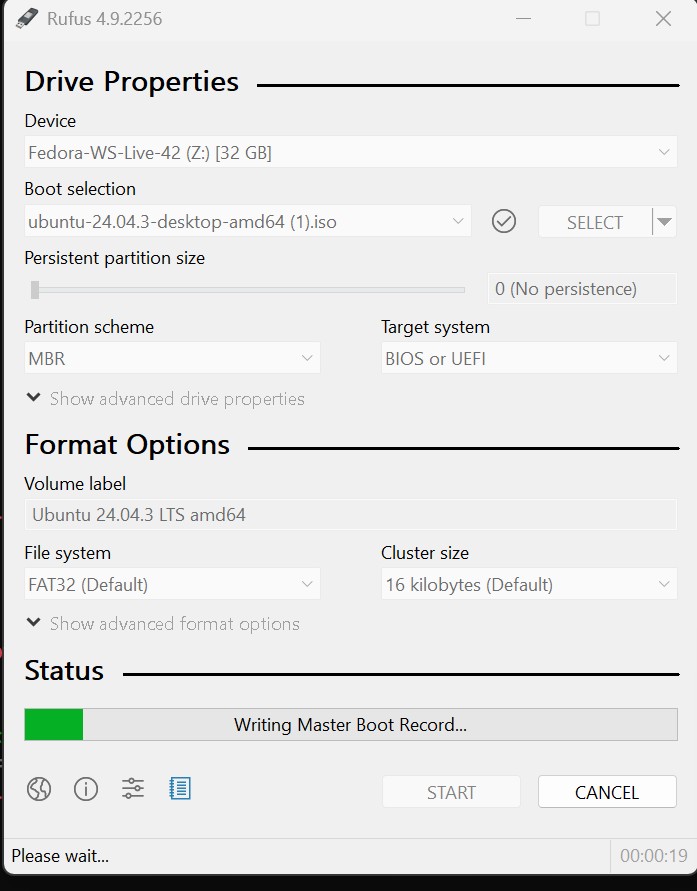 Rufus 4.9.2256
Drive Properties
Device
Fedora-WS-Live-42 (Z:) [32 GB]
Boot selection
ubuntu-24.04.3-desktop-amd64 (1).iso
SELECT
Persistent partition size
0 (No persistence)
Partition scheme
Target system
MBR
BIOS or UEFI
Show advanced drive properties
Format Options
Volume label
Ubuntu 24.04.3 LTS amd64
File system
Cluster size
FAT32 (Default)
16 kilobytes (Default)
Show advanced format options
Status
Writing Master Boot Record...
START
CANCEL
Please wait...
00:00:19